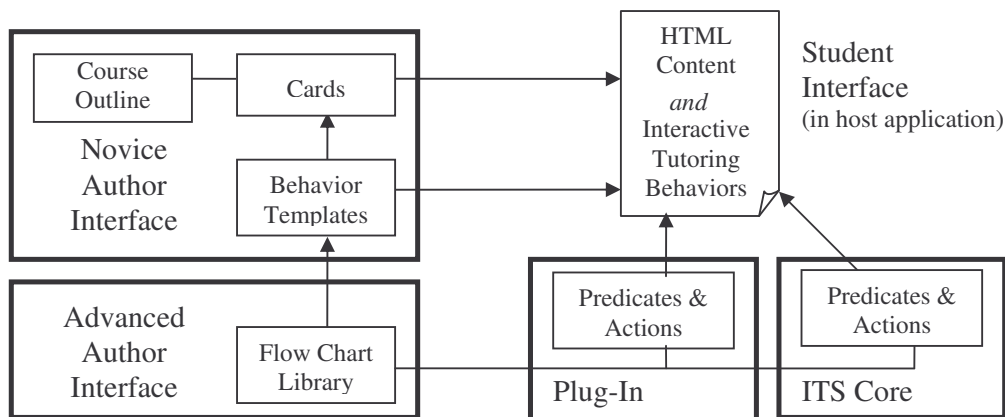 Course
Outline
Cards
Novice
Author
Interface
Behavior
Templates
HTML
Content
and
Interactive
Tutoring
Behaviors
Student
Interface
(in host application)
Advanced
Author
Interface
Flow Chart
Library
Predicates &
Actions
Plug-In
Predicates &
Actions
ITS Core